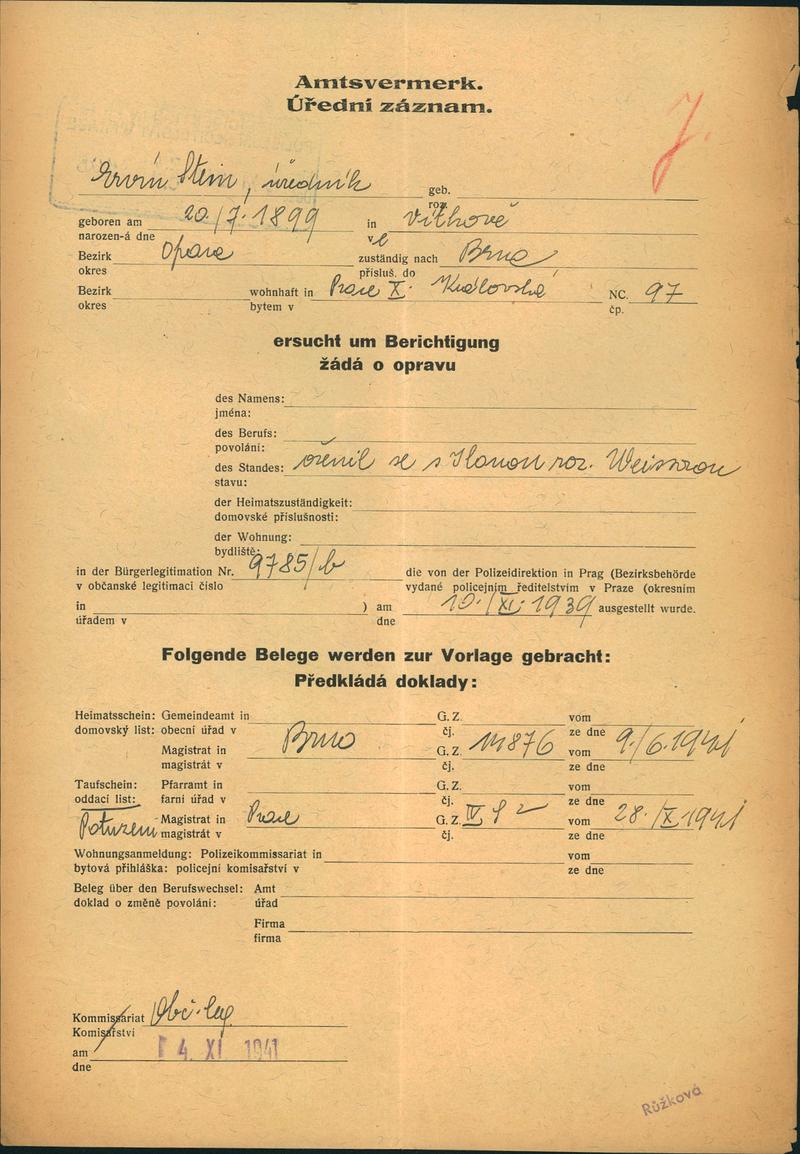 Amtsvermerk.
Úřední záznam.
J.
Ervín Stein, úředník geb.
roz.
geboren am 20/7. 1899 in Vítkově
narozen-á dne v
Bezirk Opava zuständig nach Brno
okres přísluš. do
Bezirk wohnhaft in Praze X. Královská NC. 97
okres bytem v čp.
ersucht um Berichtigung
žádá o opravu
des Namens:
jména:
des Berufs:
povolání:
des Standes: oženil se s Ilonou roz. Weiszovou
stavu:
der Heimatszuständigkeit:
domovské příslušnosti:
der Wohnung:
bydliště:
in der Bürgerlegitimation Nr. 9785/b die von der Polizeidirektion in Prag (Bezirksbehörde
v občanské legitimaci číslo vydané policejním ředitelstvím v Praze (okresním
in ) am 10./XI. 1939 ausgestellt wurde.
úřadem v dne
Folgende Belege werden zur Vorlage gebracht:
Předkládá doklady:
Heimatsschein: Gemeindeamt in G. Z. vom
domovský list: obecní úřad v čj. ze dne
Magistrat in Brno G. Z. 14876 vom 9./6. 1941
magistrát v čj. ze dne
Taufschein: Pfarramt in G. Z. vom
oddací list: farní úřad v čj. ze dne
Potvrzení Magistrat in Praze G. Z. IV vom 28./X 1941
magistrát v čj. ze dne
Wohnungsanmeldung: Polizeikommissariat in vom
bytová přihláška: policejní komisařství v ze dne
Beleg über den Berufswechsel: Amt
doklad o změně povolání: úřad
Firma
firma
Kommissariat Obč. leg.
Komisařství
am 4. XI. 1941
dne
Růžková